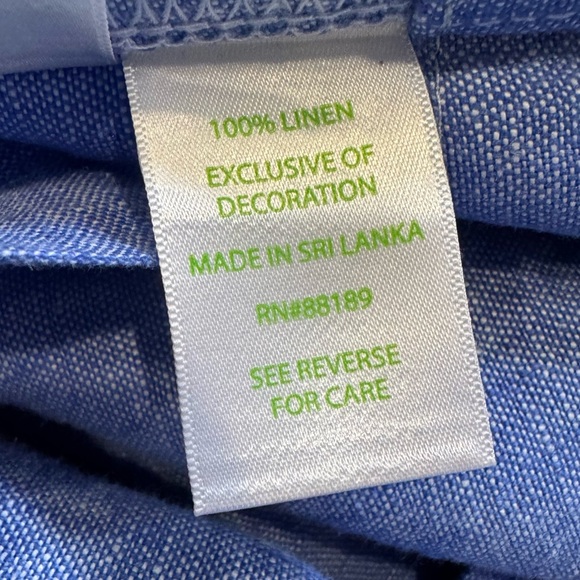 100% LINEN
EXCLUSIVE OF
DECORATION
MADE IN SRI LANKA
RN#88189
SEE REVERSE
FOR CARE